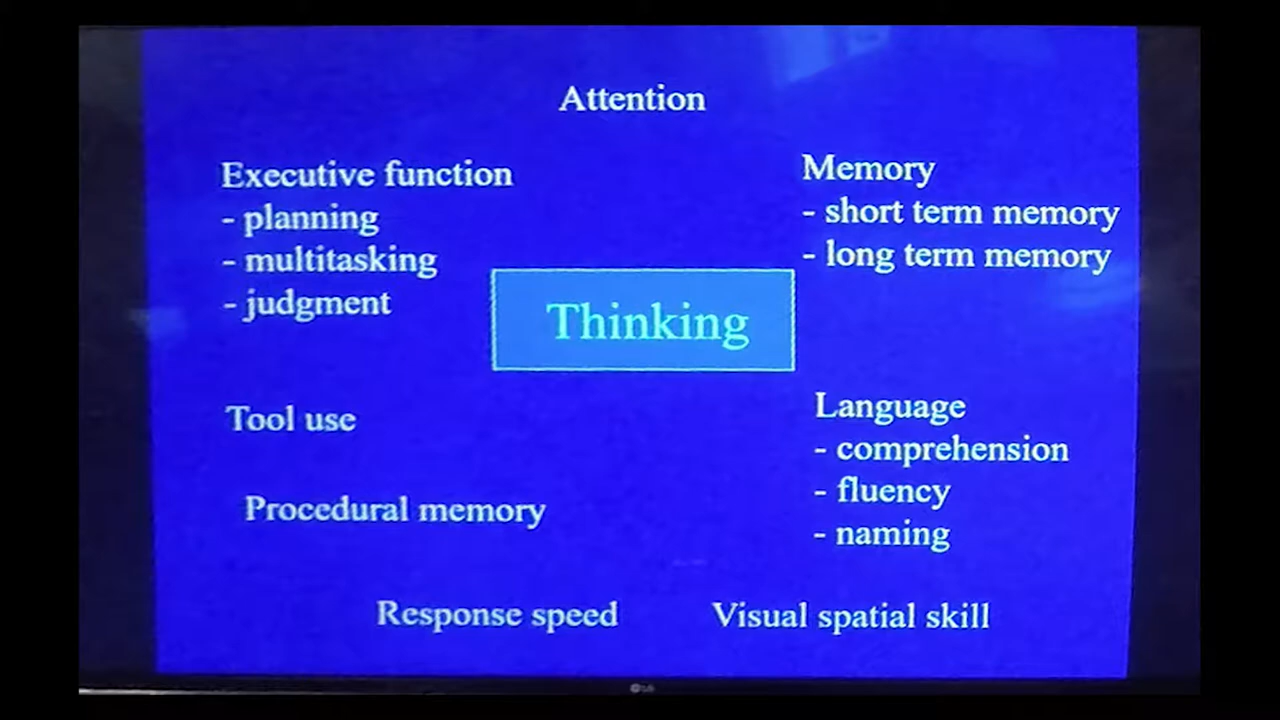 Attention
Executive function
- planning
- multitasking
- judgment
Memory
- short term memory
- long term memory
Thinking
Tool use
Procedural memory
Language
- comprehension
- fluency
- naming
Response speed
Visual spatial skill
LG